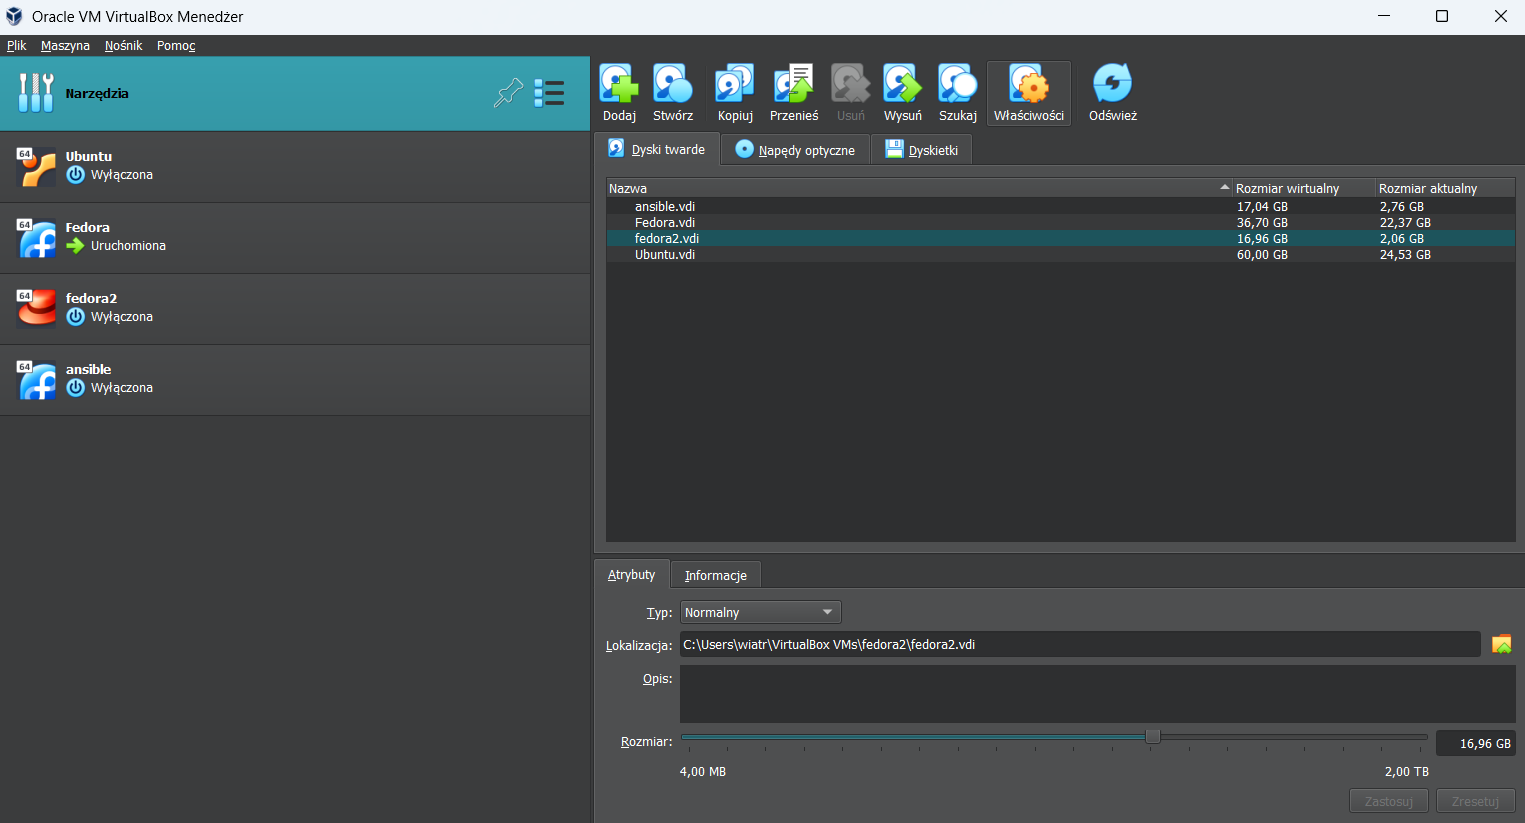 Oracle VM VirtualBox Menedżer
Plik Maszyna Nośnik Pomoc
Narzędzia
64 Ubuntu
Wyłączona
64 Fedora
Uruchomiona
64 fedora2
Wyłączona
64 ansible
Wyłączona
Dodaj Stwórz Kopiuj Przenieś Usuń Wysuń Szukaj Właściwości Odśwież
Dyski twarde Napędy optyczne Dyskietki
Nazwa Rozmiar wirtualny Rozmiar aktualny
ansible.vdi 17,04 GB 2,76 GB
Fedora.vdi 36,70 GB 22,37 GB
fedora2.vdi 16,96 GB 2,06 GB
Ubuntu.vdi 60,00 GB 24,53 GB
Atrybuty Informacje
Typ: Normalny
Lokalizacja: C:\Users\wiatr\VirtualBox VMs\fedora2\fedora2.vdi
Opis:
Rozmiar: 16,96 GB
4,00 MB 2,00 TB
Zastosuj Zresetuj